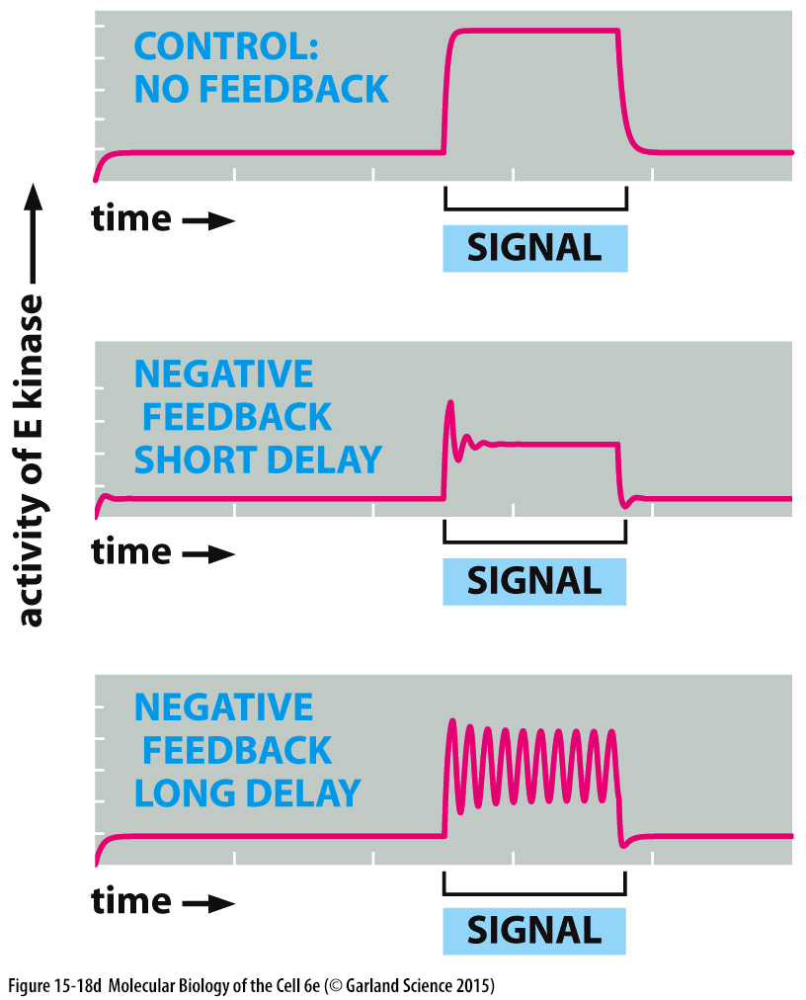 CONTROL:
NO FEEDBACK
time
SIGNAL
activity of E kinase
NEGATIVE
FEEDBACK
SHORT DELAY
time
SIGNAL
NEGATIVE
FEEDBACK
LONG DELAY
time
SIGNAL
Figure 15-18d Molecular Biology of the Cell 6e (© Garland Science 2015)